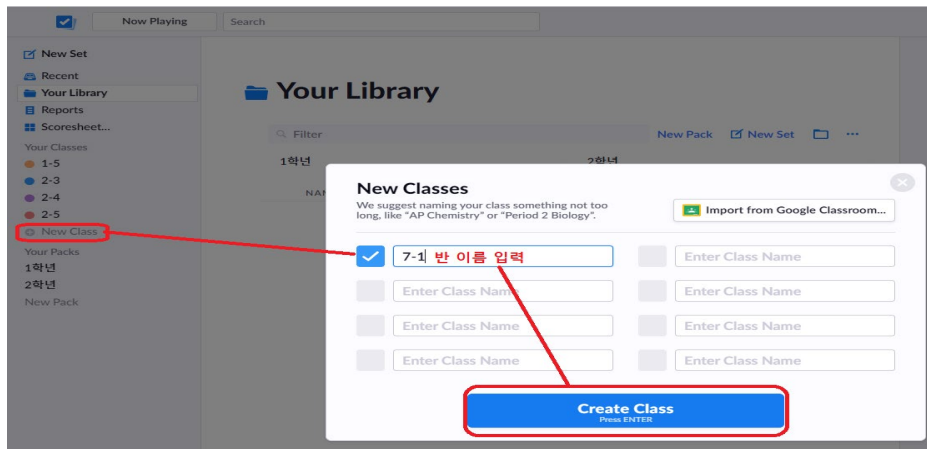 Now Playing
Search
New Set
Recent
Your Library
Reports
Scoresheet...
Your Classes
1-5
2-3
2-4
2-5
New Class
Your Packs
1학년
2학년
New Pack
Your Library
Filter
New Pack
New Set
1학년
2학년
New Classes
We suggest naming your class something not too
long, like "AP Chemistry" or "Period 2 Biology".
Import from Google Classroom...
7-1 반 이름 입력
Enter Class Name
Enter Class Name
Enter Class Name
Enter Class Name
Enter Class Name
Enter Class Name
Enter Class Name
Create Class
Press ENTER